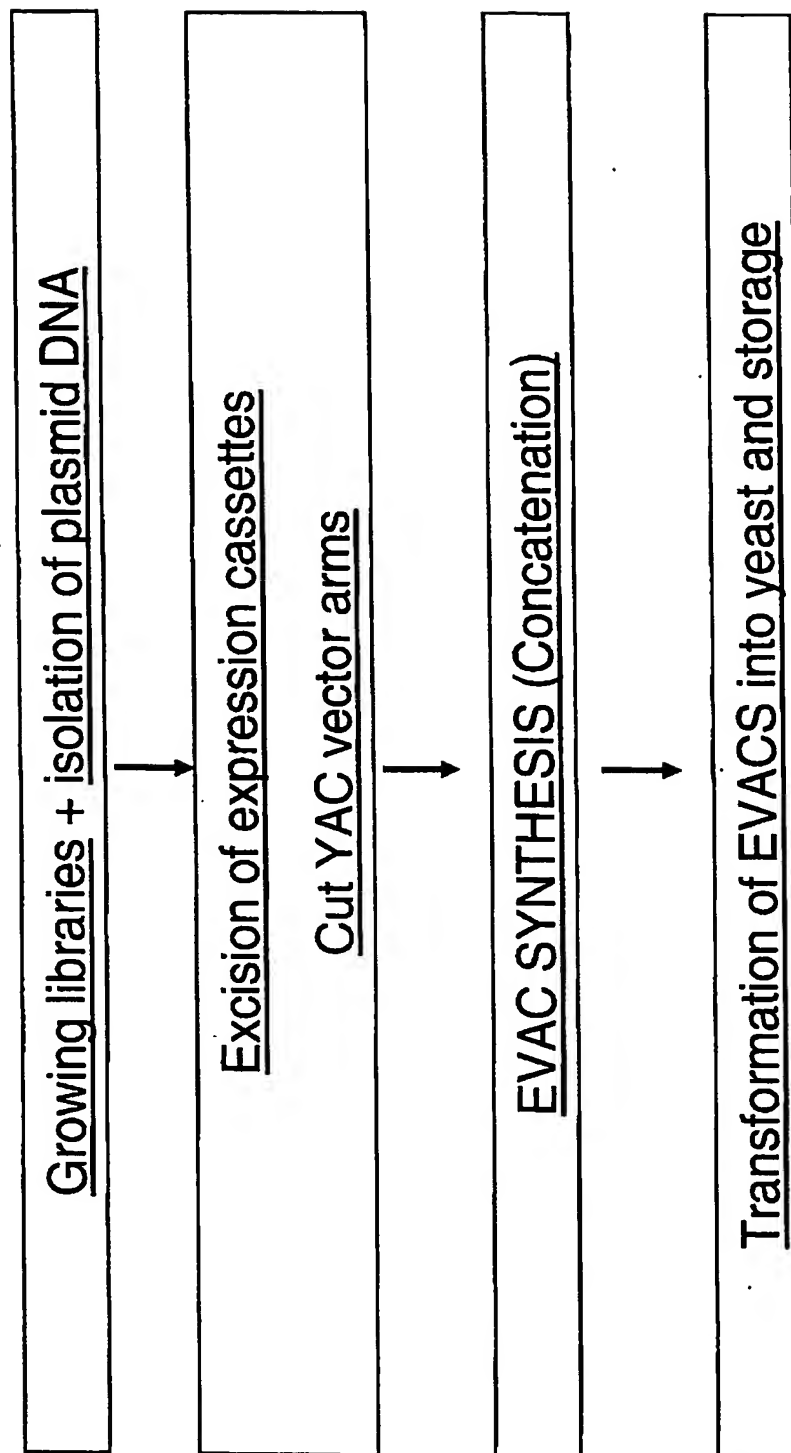 Growing libraries + isolation of plasmid DNA
Excision of expression cassettes
Cut YAC vector arms
EVAC SYNTHESIS (Concatenation)
Transformation of EVACS into yeast and storage